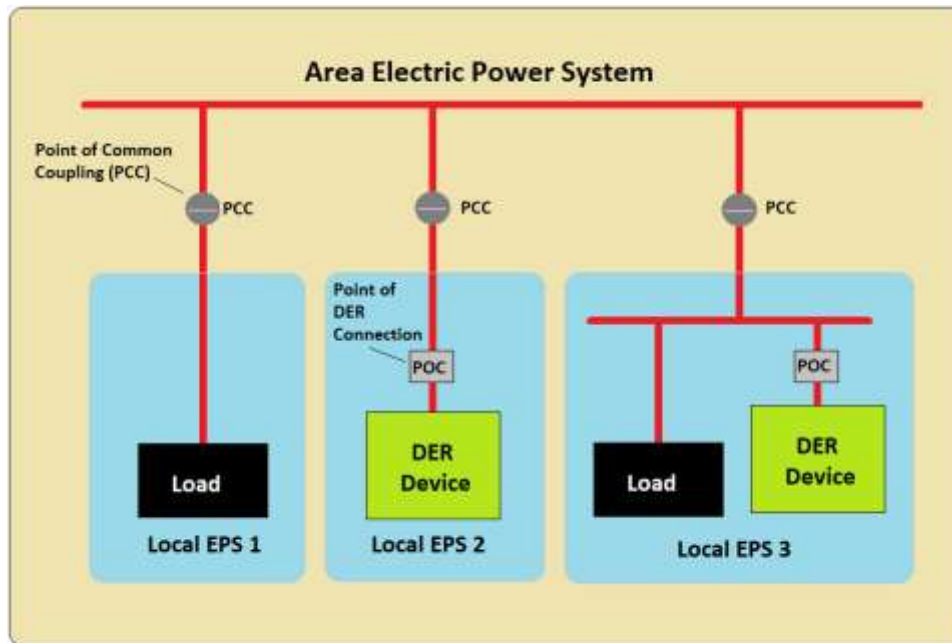 Area Electric Power System
Point of Common
Coupling (PCC)
PCC
PCC
PCC
Point of
DER
Connection
POC
POC
DER
Device
DER
Device
Load
Load
Local EPS 1
Local EPS 2
Local EPS 3